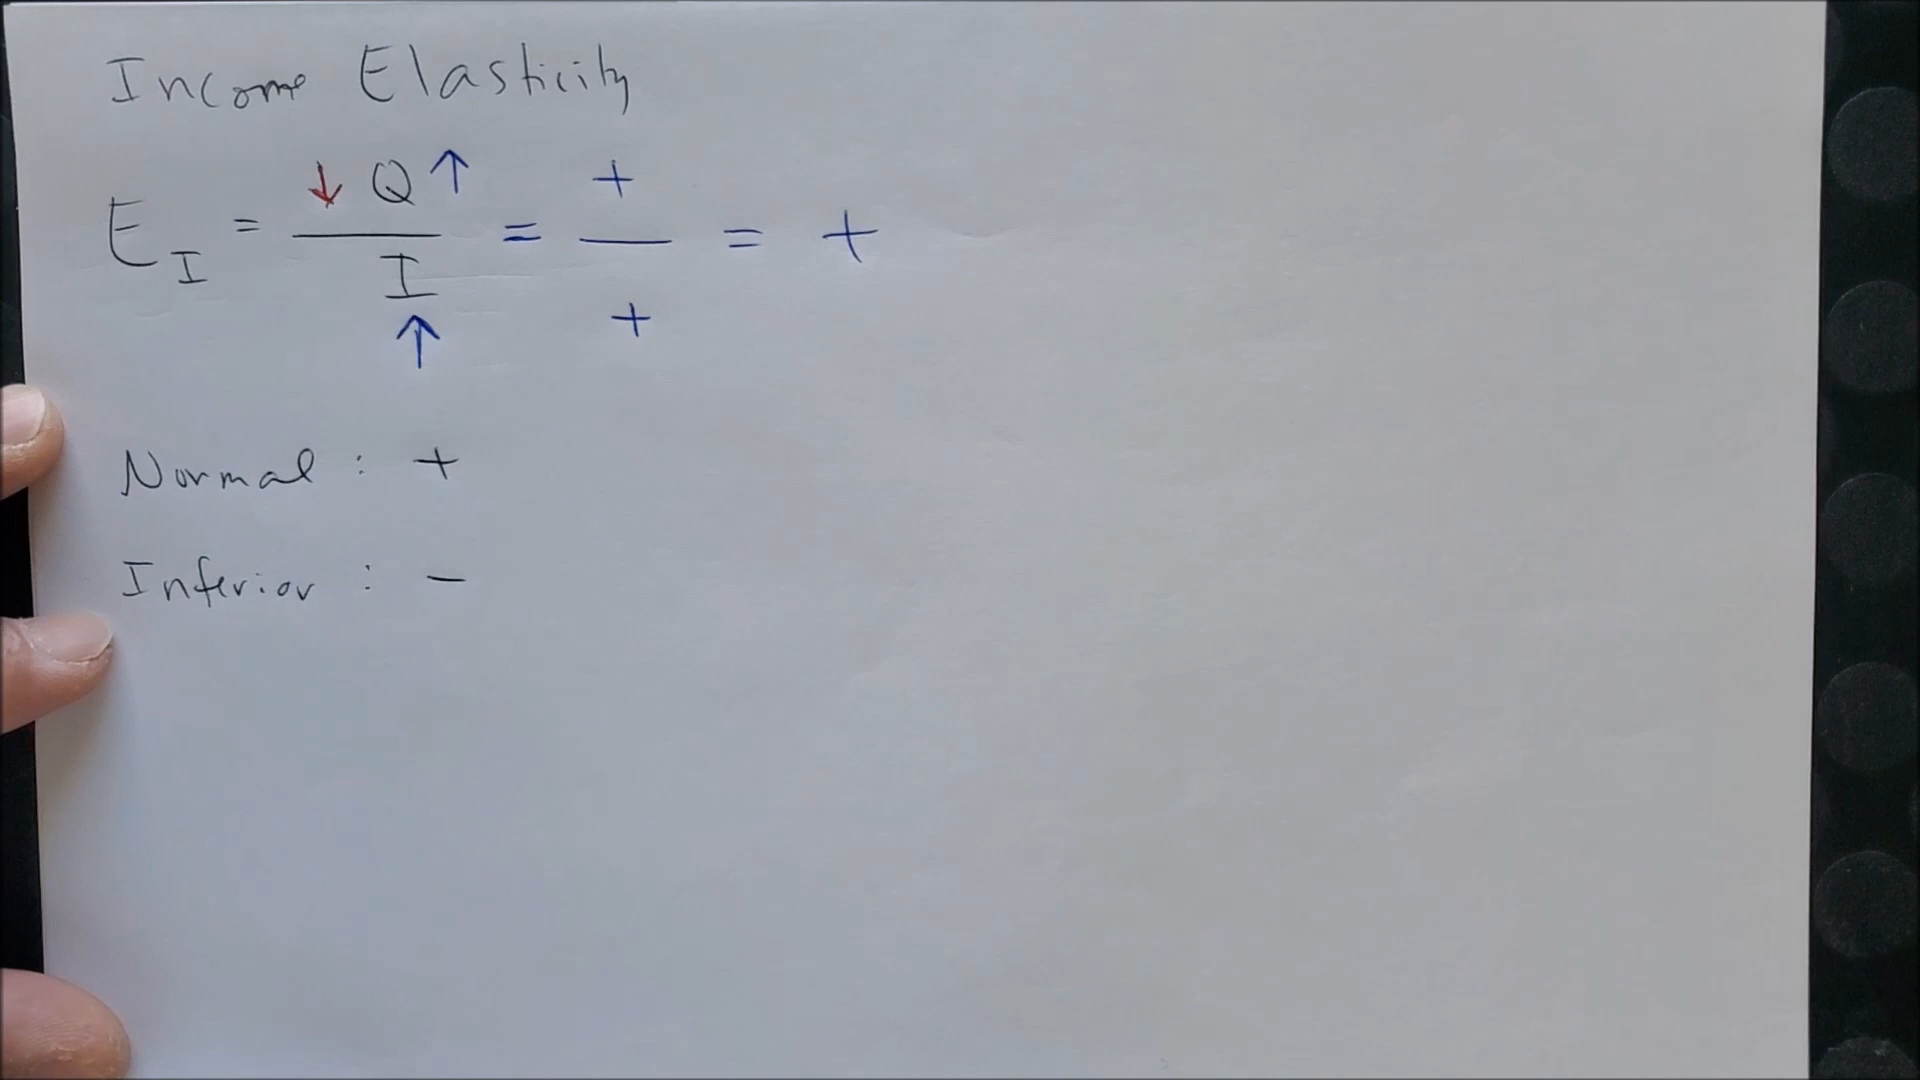 Income Elasticity
↓ Q ↑ +
E_I = ——— = ——— = +
I +
↑
Normal : +
Inferior : −